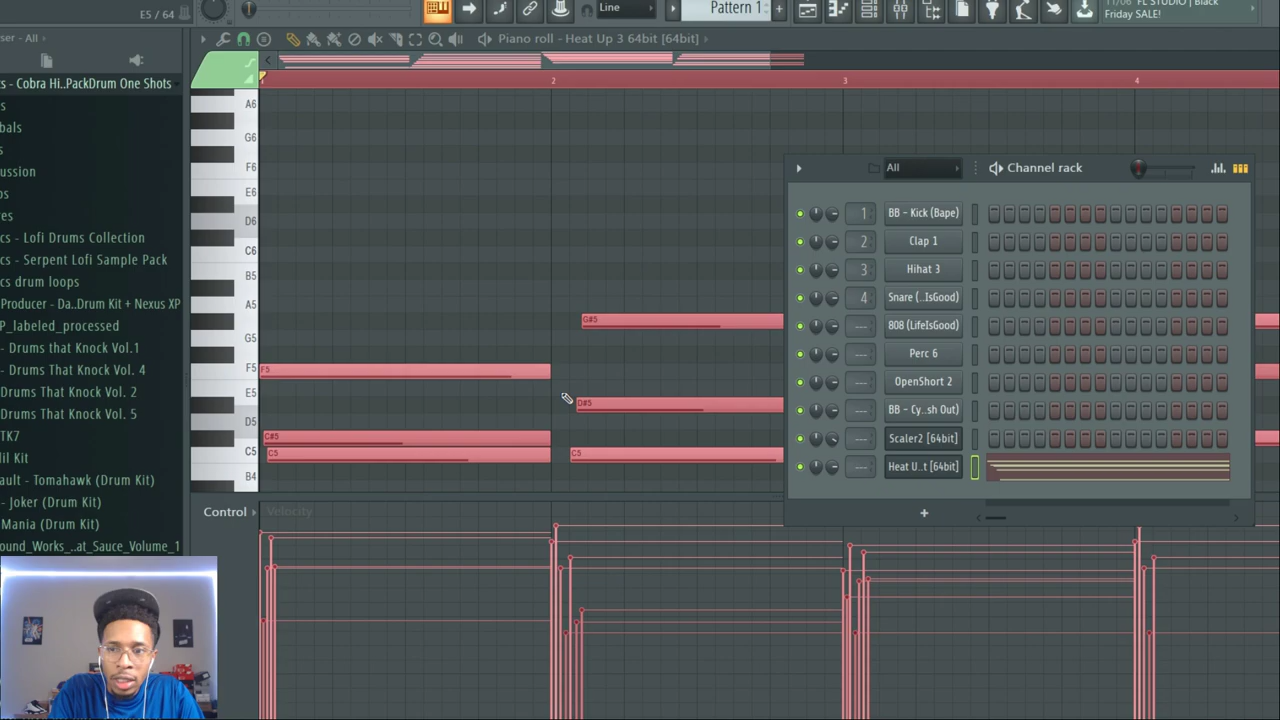 E5 / 64
Line
Pattern 1
+
11/06 FL STUDIO | Black
Friday SALE!
ser - All
Piano roll - Heat Up 3 64bit [64bit]
s - Cobra Hi..PackDrum One Shots
s
bals
s
ussion
ps
res
cs - Lofi Drums Collection
cs - Serpent Lofi Sample Pack
cs drum loops
Producer - Da..Drum Kit + Nexus XP
P_labeled_processed
- Drums that Knock Vol.1
- Drums That Knock Vol. 4
Drums That Knock Vol. 2
Drums That Knock Vol. 5
TK7
lil Kit
ault - Tomahawk (Drum Kit)
- Joker (Drum Kit)
Mania (Drum Kit)
ound_Works_..at_Sauce_Volume_1
2
3
4
A6
G6
F6
E6
D6
C6
B5
A5
G5
F5
E5
D5
C5
B4
F5
C#5
C5
G#5
D#5
C5
Control
Velocity
All
Channel rack
1
BB - Kick (Bape)
2
Clap 1
3
Hihat 3
4
Snare (..IsGood)
---
808 (LifeIsGood)
---
Perc 6
---
OpenShort 2
---
BB - Cy..sh Out)
---
Scaler2 [64bit]
---
Heat U..t [64bit]
+